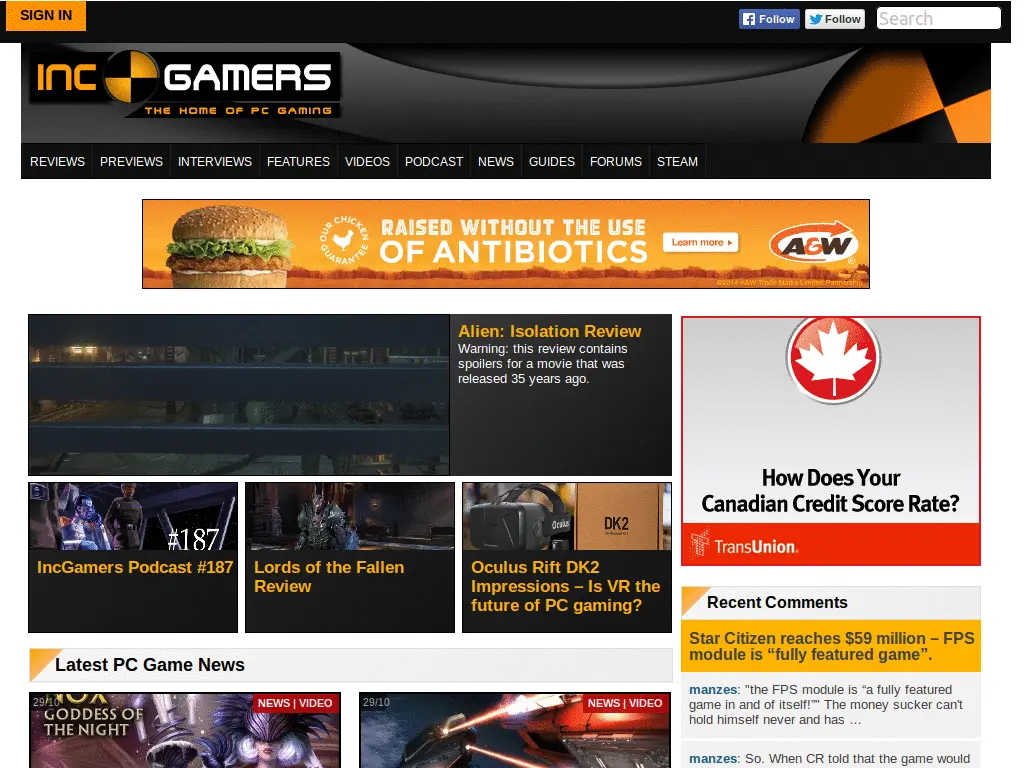 SIGN IN
Follow
Follow
Search
INC GAMERS
THE HOME OF PC GAMING
REVIEWS
PREVIEWS
INTERVIEWS
FEATURES
VIDEOS
PODCAST
NEWS
GUIDES
FORUMS
STEAM
OUR CHICKEN GUARANTEE
RAISED WITHOUT THE USE
OF ANTIBIOTICS
Learn more
A&W
©2014 A&W Trade Marks Limited Partnership
Alien: Isolation Review
Warning: this review contains
spoilers for a movie that was
released 35 years ago.
How Does Your
Canadian Credit Score Rate?
TransUnion.
#187
IncGamers Podcast #187
Lords of the Fallen
Review
Oculus
DK2
Oculus Rift DK2
Impressions – Is VR the
future of PC gaming?
Recent Comments
Star Citizen reaches $59 million – FPS
module is “fully featured game”.
manzes: "the FPS module is “a fully featured
game in and of itself!”" The money sucker can't
hold himself never and has …
manzes: So. When CR told that the game would
Latest PC Game News
29/10
NEWS | VIDEO
NOX
GODDESS OF
THE NIGHT
29/10
NEWS | VIDEO